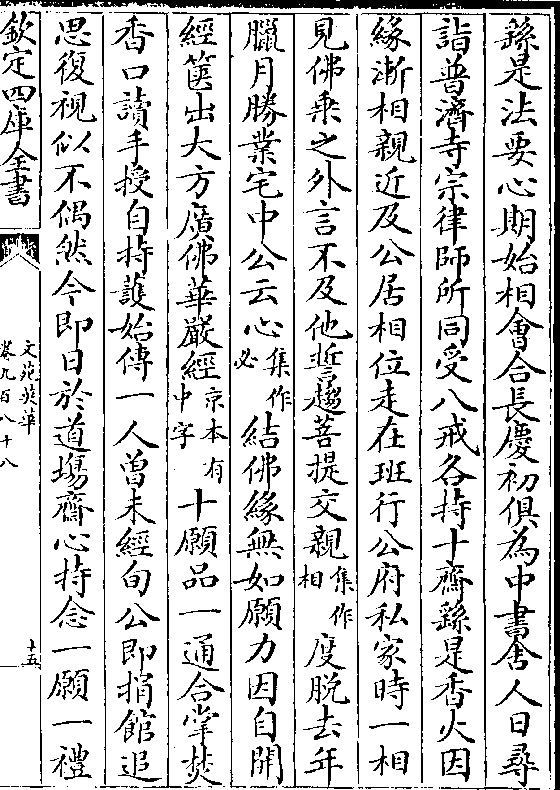 繇是法要心期始相會合長慶初俱為中書舍人日尋
詣普濟寺宗律師所同受八戒各持十齋繇是香火因
緣漸相親近及公居相位走在班行公府私家時一相
見佛乘之外言不及他誓趨菩提交親集作相度脱去年
臘月勝業宅中公云心集作必結佛緣無如願力因自開
經篋出大方廣佛華嚴經京本有中字十願品一通合掌焚
香口讀手授自持護始傳一人曾未經旬公即捐館追
思復視似不偶然今即日於道場齋心持念一願一禮
欽定四庫全書
文苑英華
卷九百八十八
十五